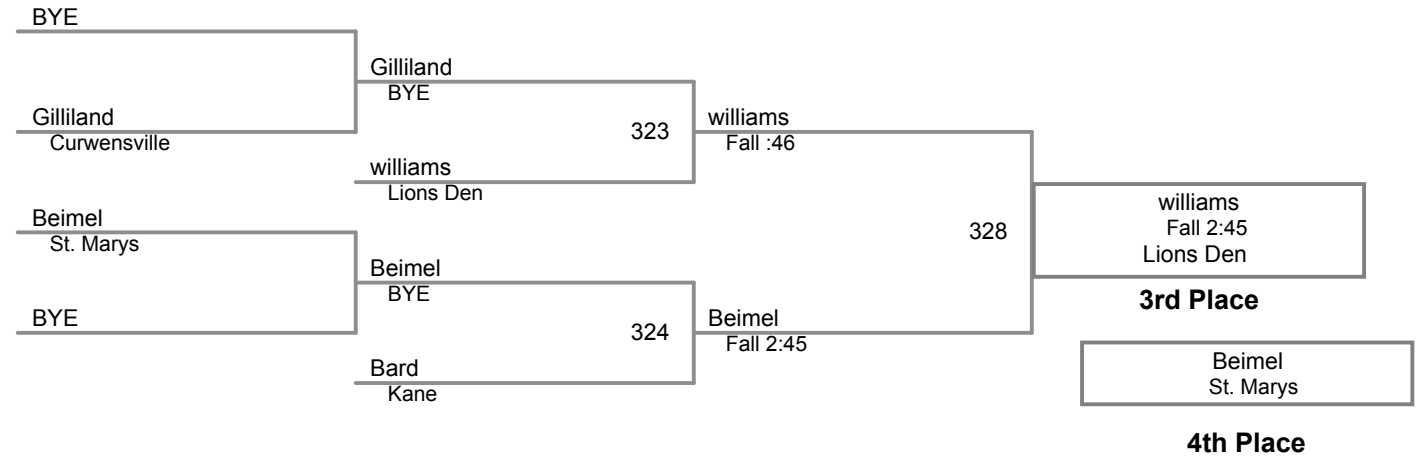 BYE
Gilliland
BYE
Gilliland
Curwensville
323
williams
Fall :46
williams
Lions Den
williams
Fall 2:45
Lions Den
3rd Place
Beimel
St. Marys
328
Beimel
BYE
BYE
324
Beimel
Fall 2:45
Bard
Kane
Beimel
St. Marys
4th Place